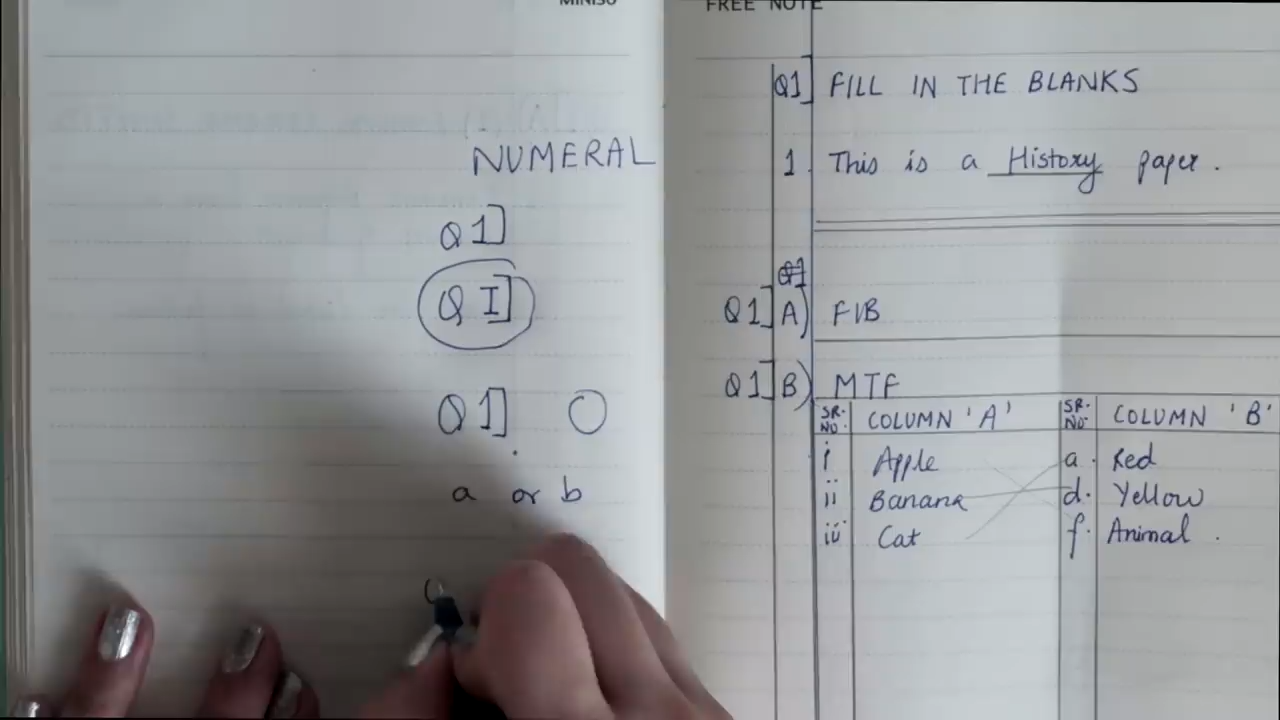 MINISO
NUMERAL
Q1]
Q I]
Q1]
a or b
FREE NOTE
Q1] FILL IN THE BLANKS
1. This is a History paper.
Q1] A) FIB
Q1] B) MTF
SR. NO. COLUMN 'A' SR. NO. COLUMN 'B'
i Apple a. Red
ii Banana d. Yellow
iii Cat f. Animal.